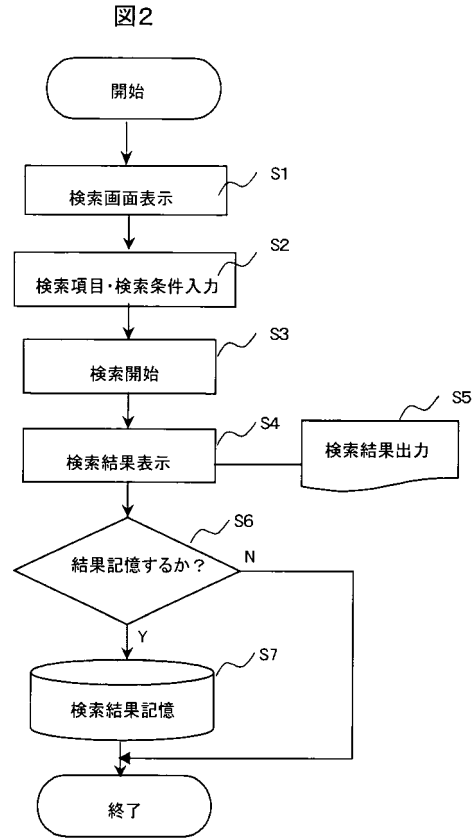 図2
開始
S1
検索画面表示
S2
検索項目・検索条件入力
S3
検索開始
S4
検索結果表示
S5
検索結果出力
S6
結果記憶するか？
N
Y
S7
検索結果記憶
終了